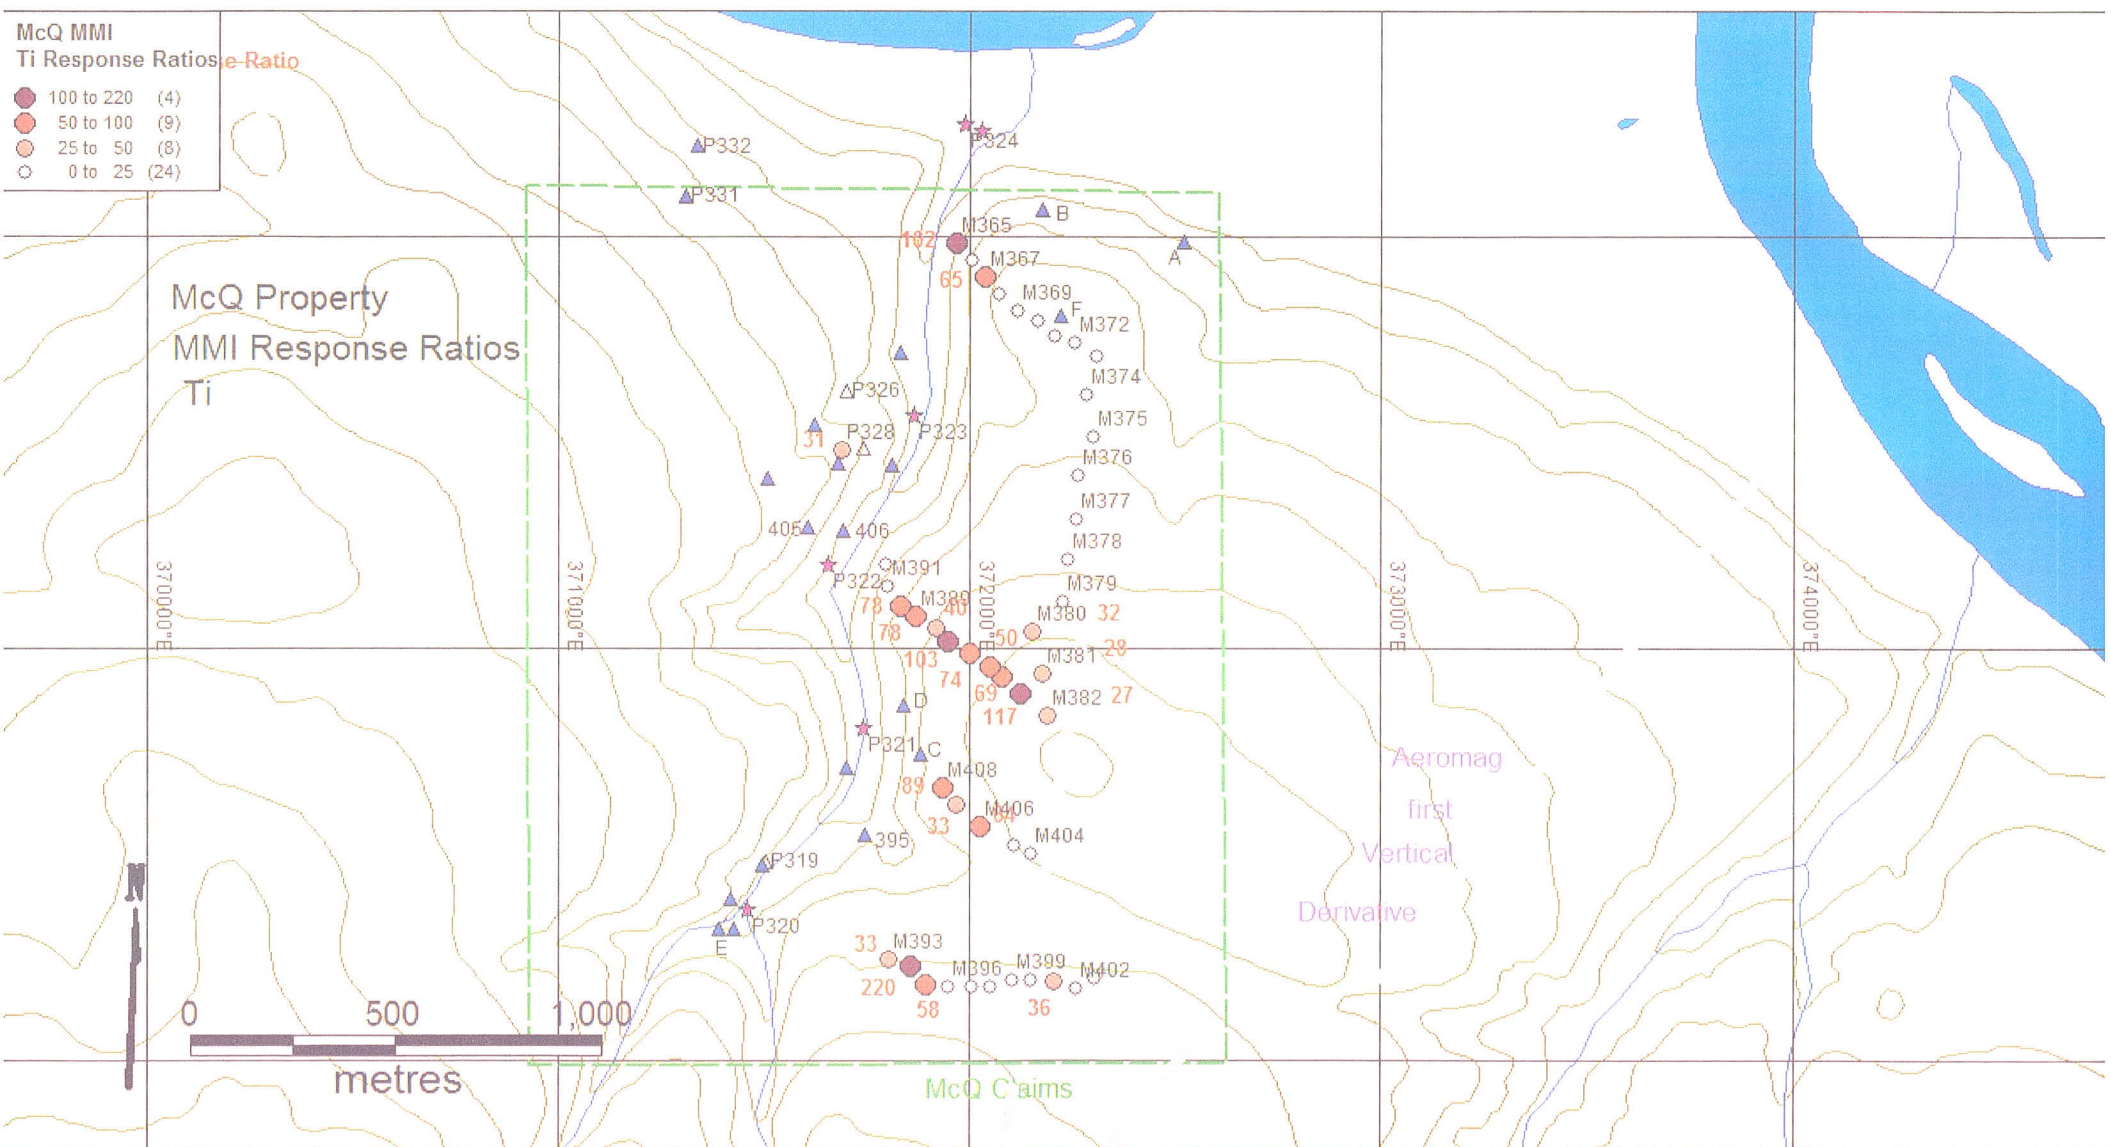 McQ MMI
Ti Response Ratios
e Ratio
100 to 220 (4)
50 to 100 (9)
25 to 50 (8)
0 to 25 (24)
P324
P332
P331
B
M365
182
A
M367
65
McQ Property
M369
F
M372
MMI Response Ratios
M374
Ti
P326
M375
P328
P323
31
M376
M377
405
406
M378
370000°E
371000°E
372000°E
373000°E
374000°E
M391
P322
M379
M389
78
40
M380
32
78
50
28
103
M381
74
69
M382
27
117
D
P321
C
Aeromag
M408
89
M406
64
first
33
M404
395
P319
Vertical
N
Derivative
P320
E
33
M393
M396
M399
M402
220
58
36
0
500
1,000
metres
McQ C'aims